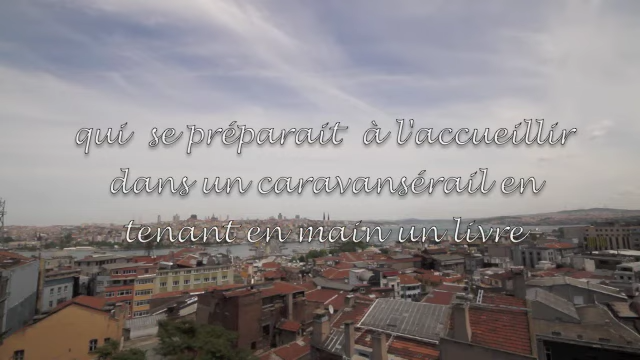 qui se préparait à l'accueillir
dans un caravansérail en
tenant en main un livre